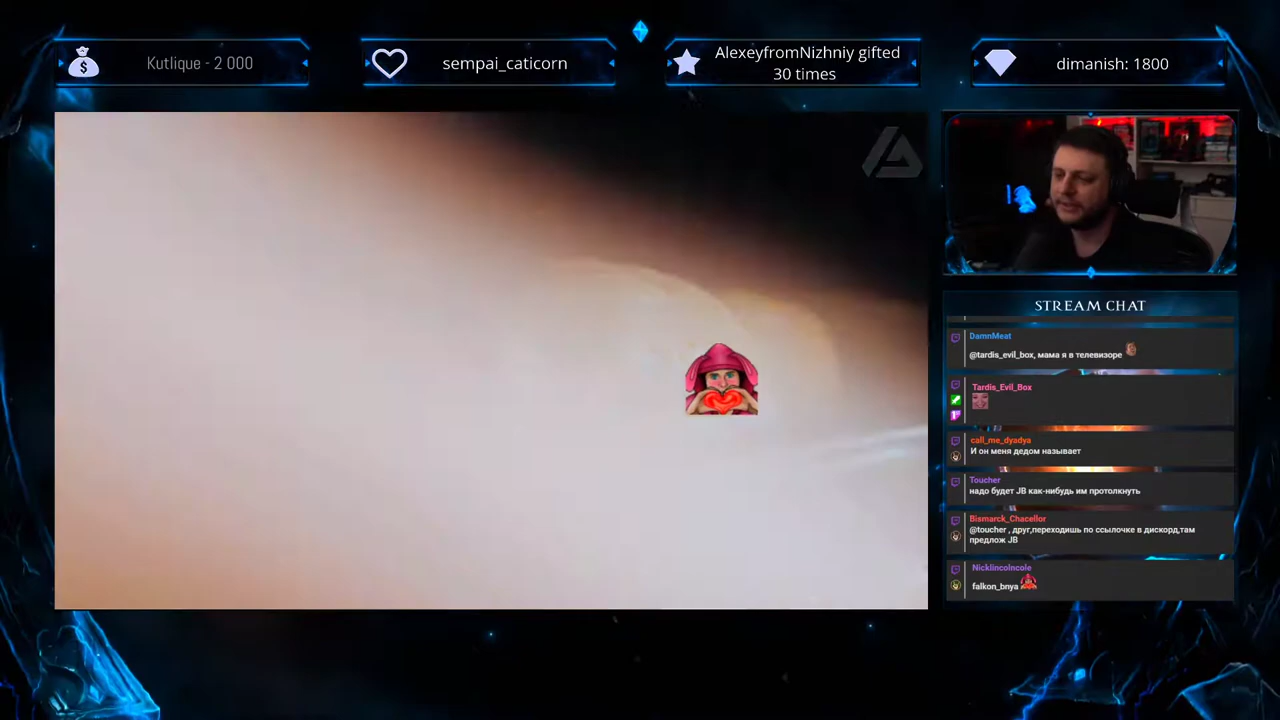 Kutlique - 2 000
sempai_caticorn
AlexeyfromNizhniy gifted
30 times
dimanish: 1800
STREAM CHAT
DamnMeat
@tardis_evil_box, мама я в телевизоре
Tardis_Evil_Box
call_me_dyadya
И он меня дедом называет
Toucher
надо будет JB как-нибудь им протолкнуть
Bismarck_Chacellor
@toucher , друг,переходишь по ссылочке в дискорд,там
предлож JB
Nicklincolncole
falkon_bnya